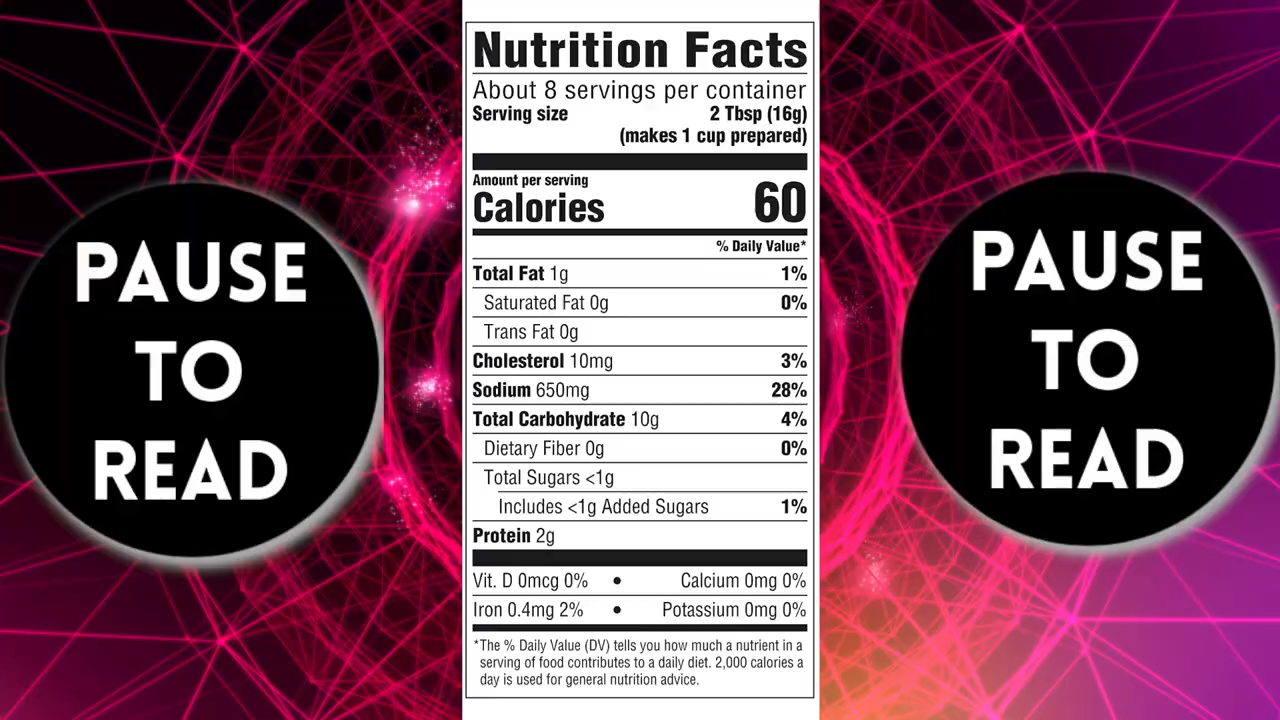 PAUSE
TO
READ
Nutrition Facts
About 8 servings per container
Serving size 2 Tbsp (16g)
(makes 1 cup prepared)
Amount per serving
Calories 60
% Daily Value*
Total Fat 1g 1%
Saturated Fat 0g 0%
Trans Fat 0g
Cholesterol 10mg 3%
Sodium 650mg 28%
Total Carbohydrate 10g 4%
Dietary Fiber 0g 0%
Total Sugars <1g
Includes <1g Added Sugars 1%
Protein 2g
Vit. D 0mcg 0% • Calcium 0mg 0%
Iron 0.4mg 2% • Potassium 0mg 0%
*The % Daily Value (DV) tells you how much a nutrient in a
serving of food contributes to a daily diet. 2,000 calories a
day is used for general nutrition advice.
PAUSE
TO
READ